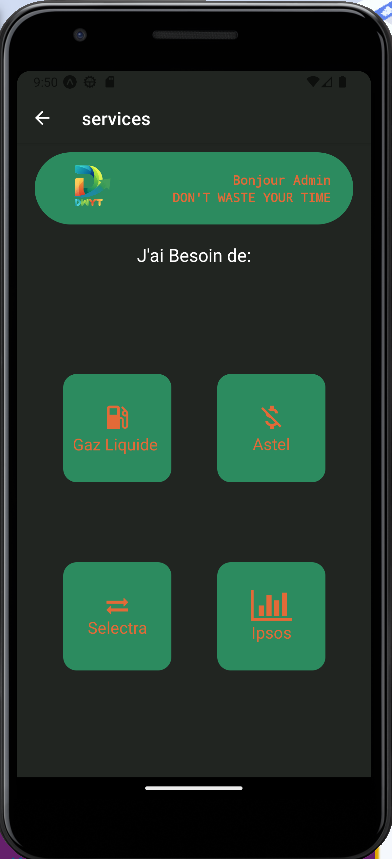 9:50
services
Bonjour Admin
DON'T WASTE YOUR TIME
DWYT
J'ai Besoin de:
Gaz Liquide
Astel
Selectra
Ipsos